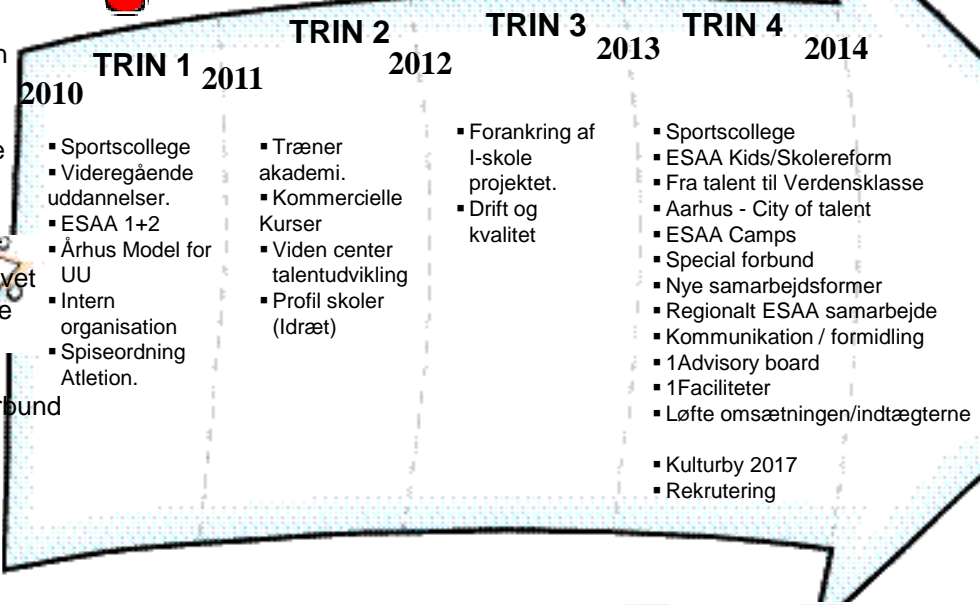 TRIN 1
TRIN 2
TRIN 3
TRIN 4
2010
2011
2012
2013
2014
▪ Sportscollege
▪ Videregående
uddannelser.
▪ ESAA 1+2
▪ Århus Model for
UU
▪ Intern
organisation
▪ Spiseordning
Atletion.
▪ Træner
akademi.
▪ Kommercielle
Kurser
▪ Viden center
talentudvikling
▪ Profil skoler
(Idræt)
▪ Forankring af
I-skole
projektet.
▪ Drift og
kvalitet
▪ Sportscollege
▪ ESAA Kids/Skolereform
▪ Fra talent til Verdensklasse
▪ Aarhus - City of talent
▪ ESAA Camps
▪ Special forbund
▪ Nye samarbejdsformer
▪ Regionalt ESAA samarbejde
▪ Kommunikation / formidling
▪ 1Advisory board
▪ 1Faciliteter
▪ Løfte omsætningen/indtægterne
▪ Kulturby 2017
▪ Rekrutering